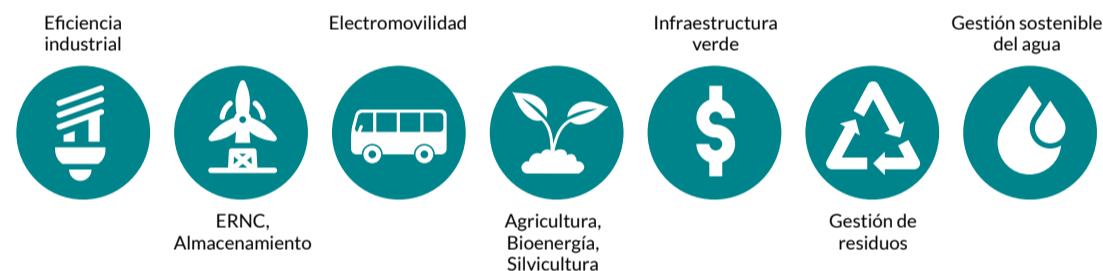 Eficiencia
industrial
ERNC,
Almacenamiento
Electromovilidad
Agricultura,
Bioenergía,
Silvicultura
Infraestructura
verde
$
Gestión de
residuos
Gestión sostenible
del agua